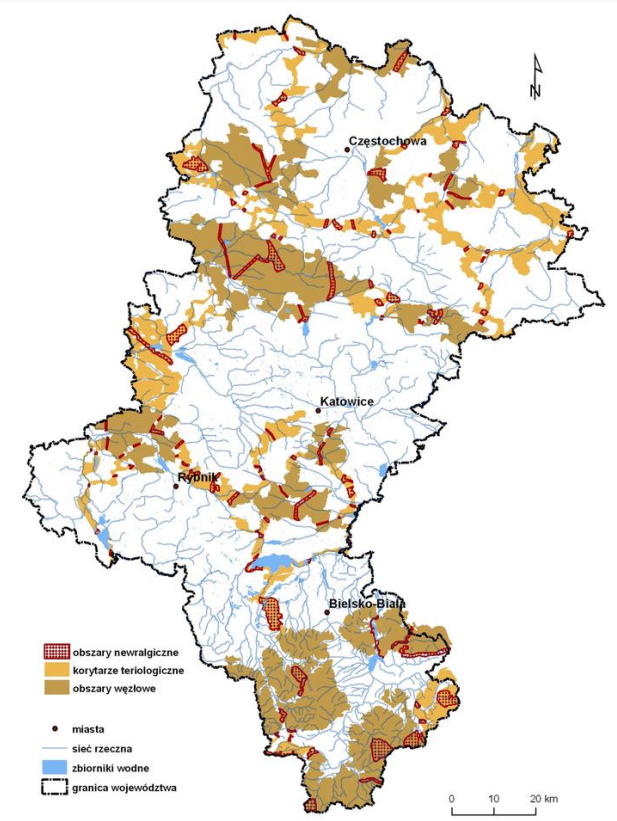 N
Częstochowa
Katowice
Rybnik
Bielsko-Biała
obszary newralgiczne
korytarze teriologiczne
obszary węzłowe
miasta
sieć rzeczna
zbiorniki wodne
granica województwa
0 10 20 km